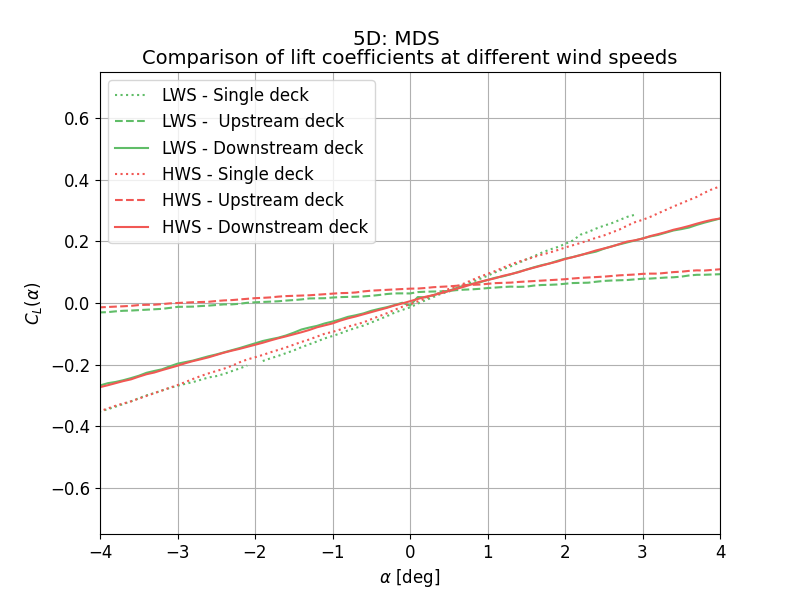 5D: MDS
Comparison of lift coefficients at different wind speeds
LWS - Single deck
LWS -  Upstream deck
LWS - Downstream deck
HWS - Single deck
HWS - Upstream deck
HWS - Downstream deck
C_L(α)
0.6
0.4
0.2
0.0
−0.2
−0.4
−0.6
−4 −3 −2 −1 0 1 2 3 4
α [deg]